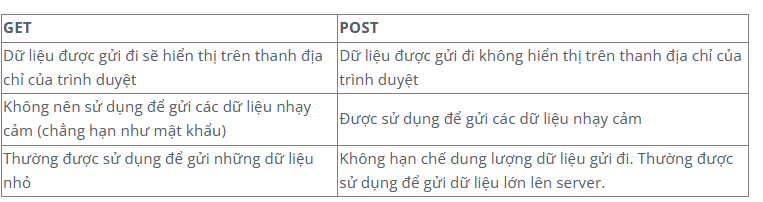 GET
POST
Dữ liệu được gửi đi sẽ hiển thị trên thanh địa
chỉ của trình duyệt
Dữ liệu được gửi đi không hiển thị trên thanh địa chỉ của
trình duyệt
Không nên sử dụng để gửi các dữ liệu nhạy
cảm (chẳng hạn như mật khẩu)
Được sử dụng để gửi các dữ liệu nhạy cảm
Thường được sử dụng để gửi những dữ liệu
nhỏ
Không hạn chế dung lượng dữ liệu gửi đi. Thường được
sử dụng để gửi dữ liệu lớn lên server.